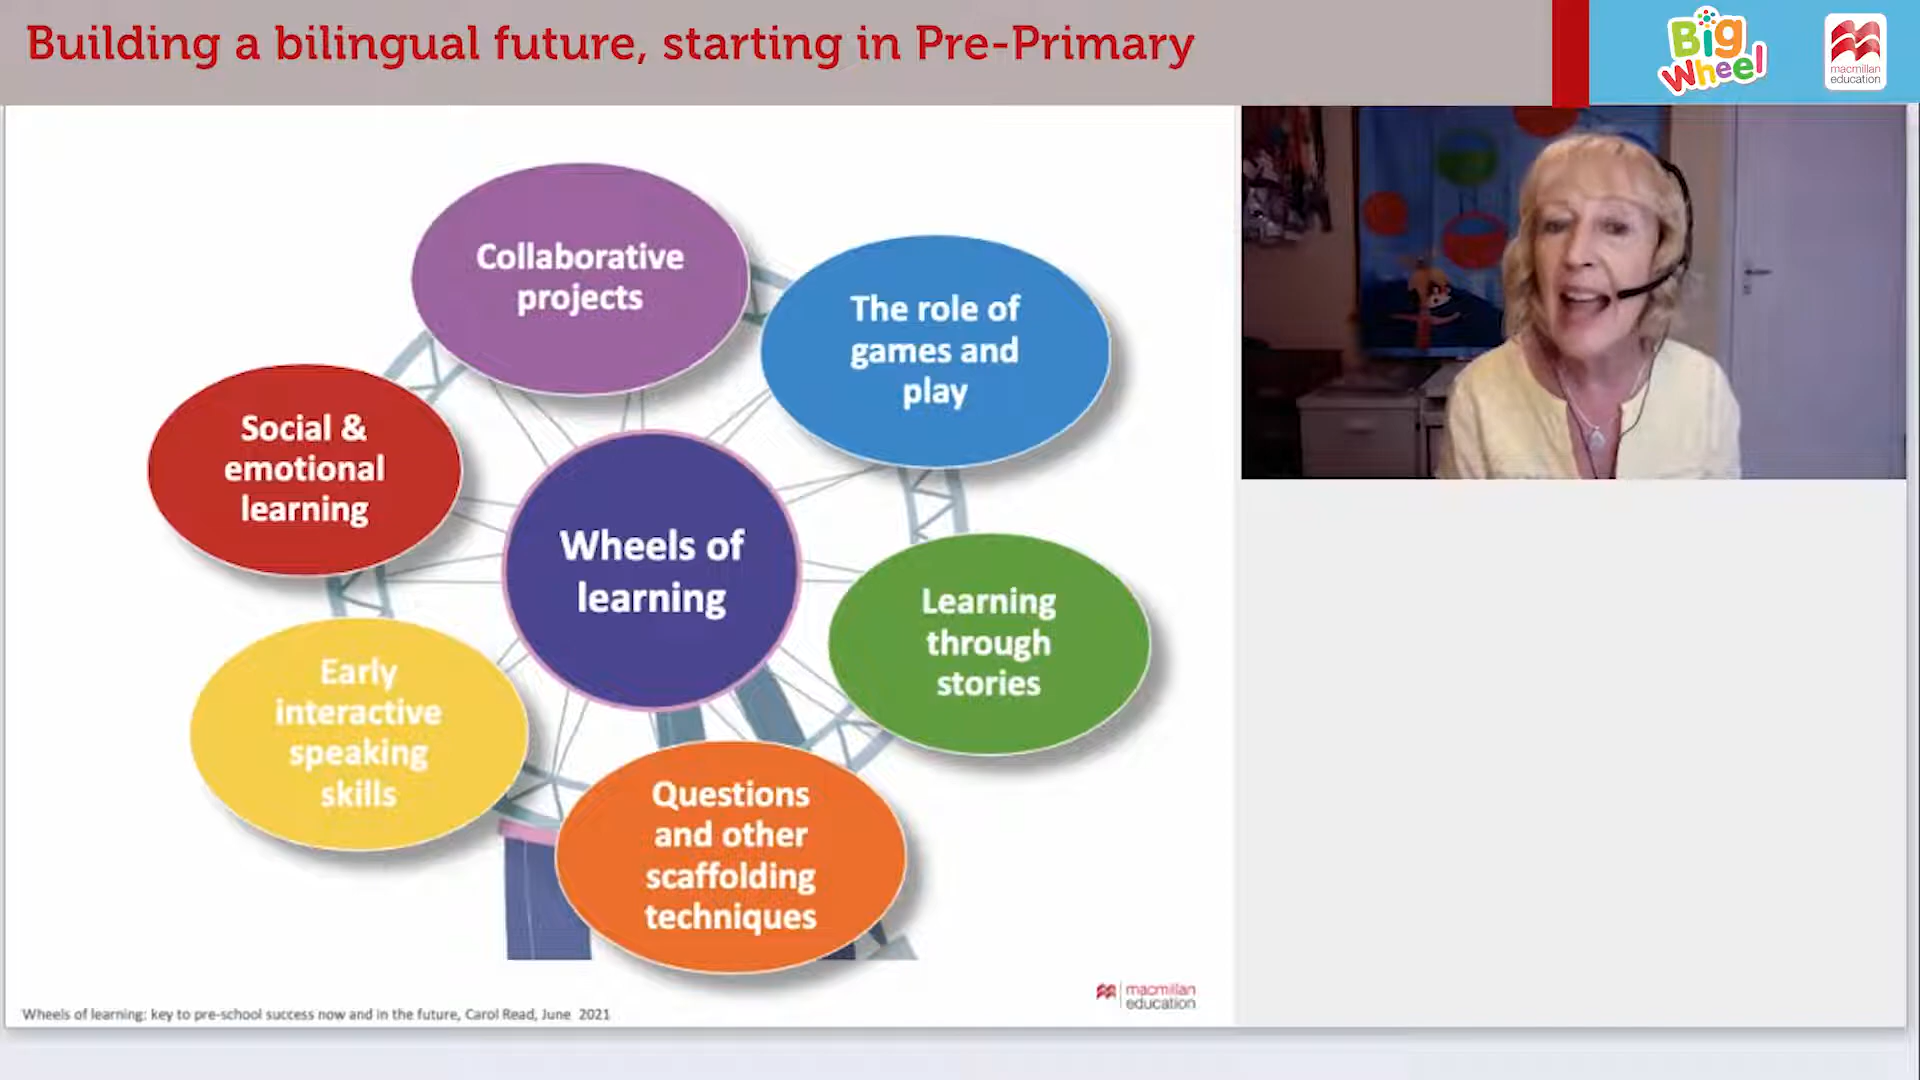 Building a bilingual future, starting in Pre-Primary
Big
Wheel
macmillan
education
Collaborative
projects
The role of
games and
play
Social &
emotional
learning
Wheels of
learning
Learning
through
stories
Early
interactive
speaking
skills
Questions
and other
scaffolding
techniques
macmillan
education
Wheels of learning: key to pre-school success now and in the future, Carol Read, June 2021